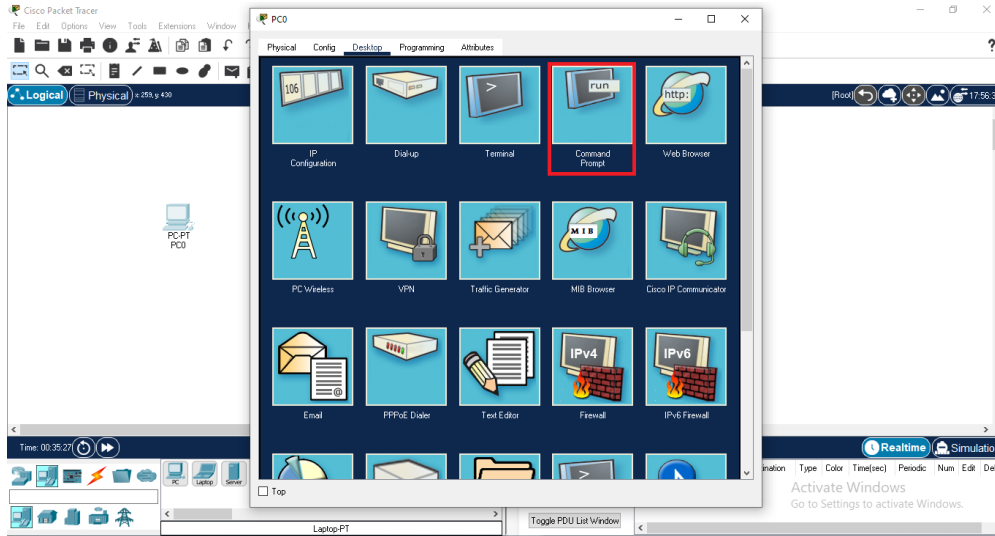 Cisco Packet Tracer
File Edit Options View Tools Extensions Window
PC0
Physical Config Desktop Programming Attributes
?
Logical Physical x: 259, y: 430
[Root] 17:56:3
106
>
run
http:
IP
Configuration
Dial-up
Terminal
Command
Prompt
Web Browser
PC-PT
PC0
MIB
PC Wireless
VPN
Traffic Generator
MIB Browser
Cisco IP Communicator
IPv4
IPv6
@
Email
PPPoE Dialer
Text Editor
Firewall
IPv6 Firewall
>
Time: 00:35:27
Realtime Simulatio
PC Laptop Server
Top
ination Type Color Time(sec) Periodic Num Edit Del
Activate Windows
Go to Settings to activate Windows.
Toggle PDU List Window
Laptop-PT